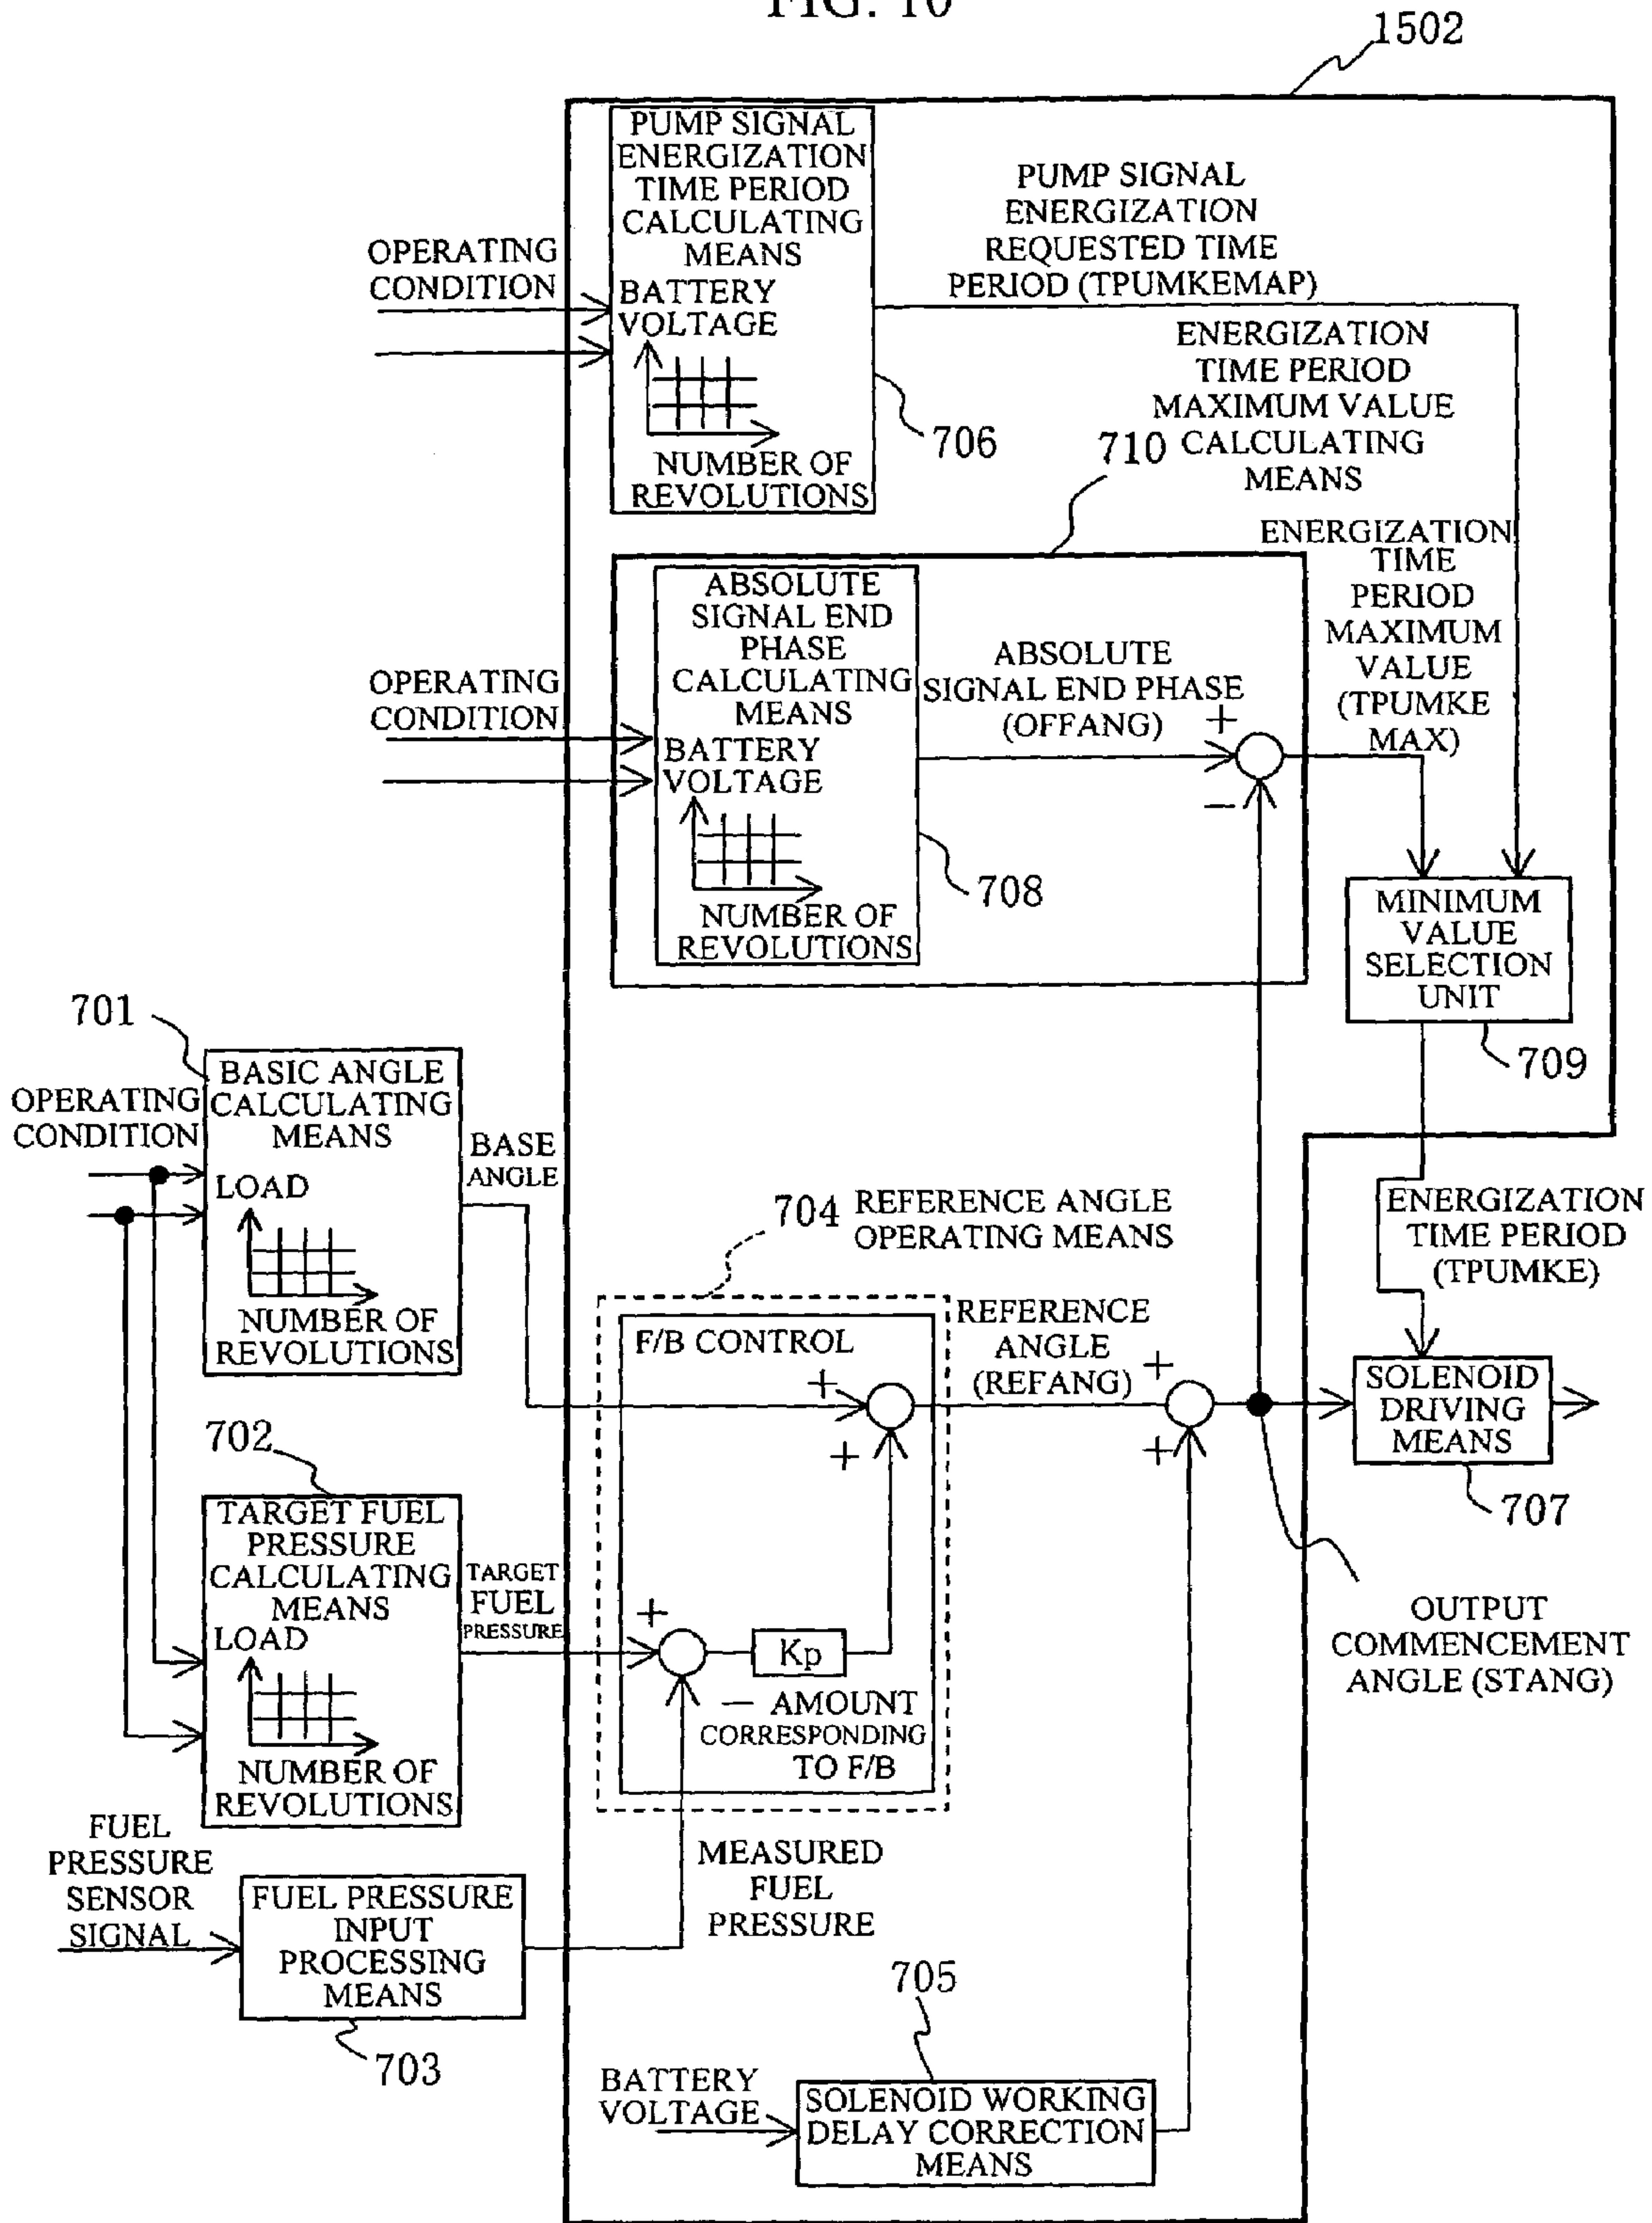 FIG. 10
1502
PUMP SIGNAL
ENERGIZATION
TIME PERIOD
CALCULATING
MEANS
BATTERY
VOLTAGE
NUMBER OF
REVOLUTIONS
OPERATING
CONDITION
706
PUMP SIGNAL
ENERGIZATION
REQUESTED TIME
PERIOD (TPUMKEMAP)
ENERGIZATION
TIME PERIOD
MAXIMUM VALUE
CALCULATING
MEANS
710
ENERGIZATION
TIME
PERIOD
MAXIMUM
VALUE
(TPUMKE
MAX)
ABSOLUTE
SIGNAL END
PHASE
CALCULATING
MEANS
BATTERY
VOLTAGE
NUMBER OF
REVOLUTIONS
OPERATING
CONDITION
708
ABSOLUTE
SIGNAL END PHASE
(OFFANG)
+
−
MINIMUM
VALUE
SELECTION
UNIT
709
701
BASIC ANGLE
CALCULATING
MEANS
LOAD
NUMBER OF
REVOLUTIONS
OPERATING
CONDITION
BASE
ANGLE
704 REFERENCE ANGLE
OPERATING MEANS
ENERGIZATION
TIME PERIOD
(TPUMKE)
F/B CONTROL
+
+
REFERENCE
ANGLE
(REFANG)
+
+
SOLENOID
DRIVING
MEANS
707
702
TARGET FUEL
PRESSURE
CALCULATING
MEANS
LOAD
NUMBER OF
REVOLUTIONS
TARGET
FUEL
PRESSURE
+
Kp
− AMOUNT
CORRESPONDING
TO F/B
OUTPUT
COMMENCEMENT
ANGLE (STANG)
FUEL
PRESSURE
SENSOR
SIGNAL
FUEL PRESSURE
INPUT
PROCESSING
MEANS
703
MEASURED
FUEL
PRESSURE
705
BATTERY
VOLTAGE
SOLENOID WORKING
DELAY CORRECTION
MEANS